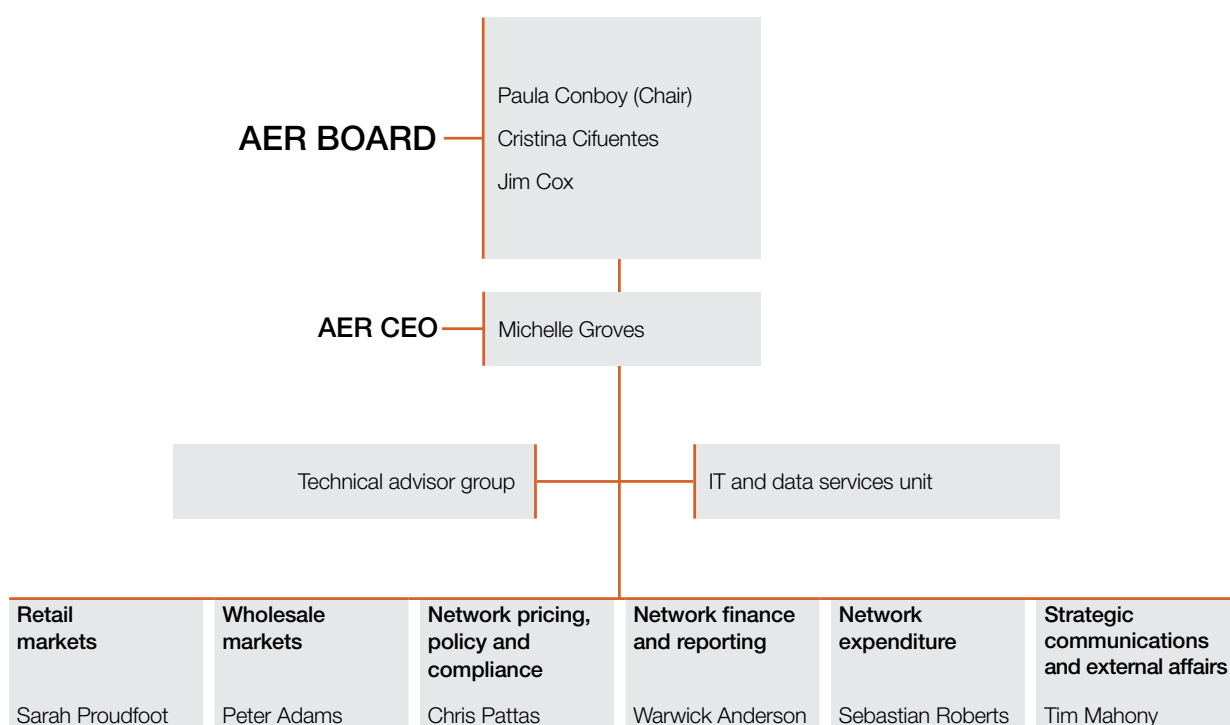 AER BOARD
Paula Conboy (Chair)
Cristina Cifuentes
Jim Cox
AER CEO
Michelle Groves
Technical advisor group
IT and data services unit
Retail
markets
Sarah Proudfoot
Wholesale
markets
Peter Adams
Network pricing,
policy and
compliance
Chris Pattas
Network finance
and reporting
Warwick Anderson
Network
expenditure
Sebastian Roberts
Strategic
communications
and external affairs
Tim Mahony